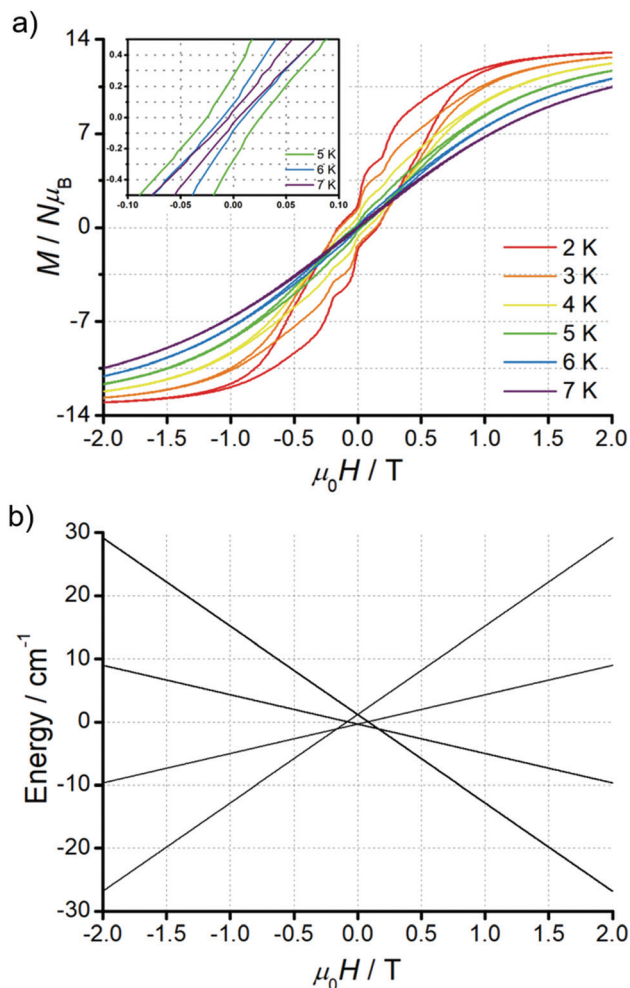 a)
14
7
0
-7
-14
M / NμB
-2.0 -1.5 -1.0 -0.5 0.0 0.5 1.0 1.5 2.0
μ0H / T
0.4
0.2
0.0
0.2
0.4
-0.10 -0.05 0.00 0.05 0.10
5 K
6 K
7 K
2 K
3 K
4 K
5 K
6 K
7 K
b)
30
20
10
0
-10
-20
-30
Energy / cm-1
-2.0 -1.5 -1.0 -0.5 0.0 0.5 1.0 1.5 2.0
μ0H / T